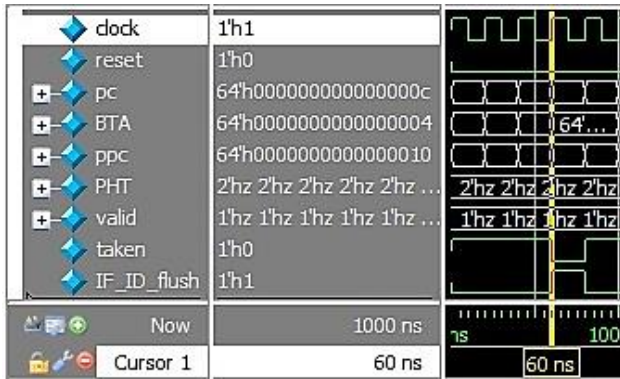 clock 1'h1
reset 1'h0
pc 64'h000000000000000c
BTA 64'h0000000000000004 64'...
ppc 64'h0000000000000010
PHT 2'hz 2'hz 2'hz 2'hz 2'hz ... 2'hz 2'hz 2'hz 2'hz
valid 1'hz 1'hz 1'hz 1'hz 1'hz ... 1'hz 1'hz 1'hz 1'hz
taken 1'h0
IF_ID_flush 1'h1
Now 1000 ns ns 100
Cursor 1 60 ns 60 ns